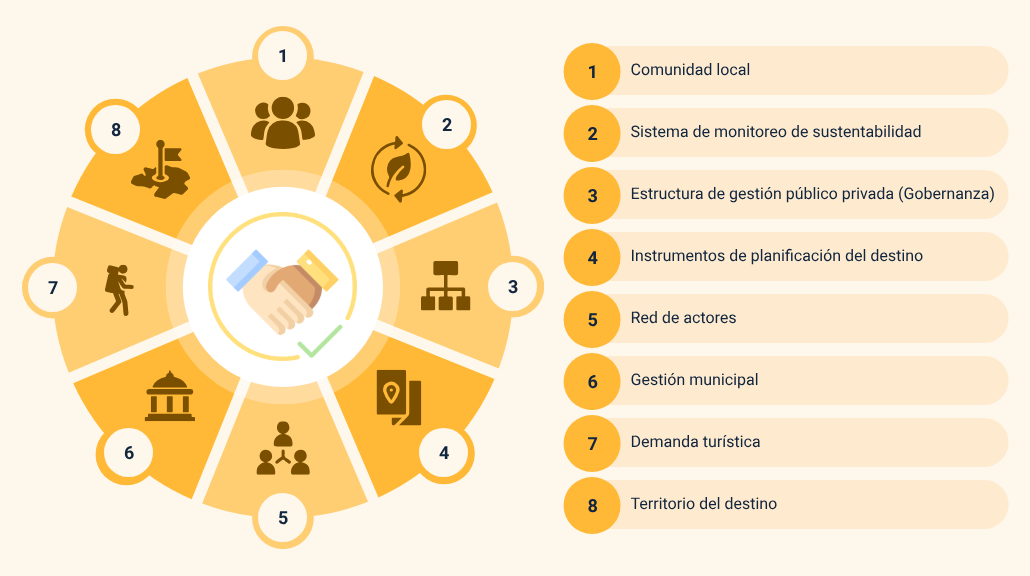 1
2
3
4
5
6
7
8
1 Comunidad local
2 Sistema de monitoreo de sustentabilidad
3 Estructura de gestión público privada (Gobernanza)
4 Instrumentos de planificación del destino
5 Red de actores
6 Gestión municipal
7 Demanda turística
8 Territorio del destino